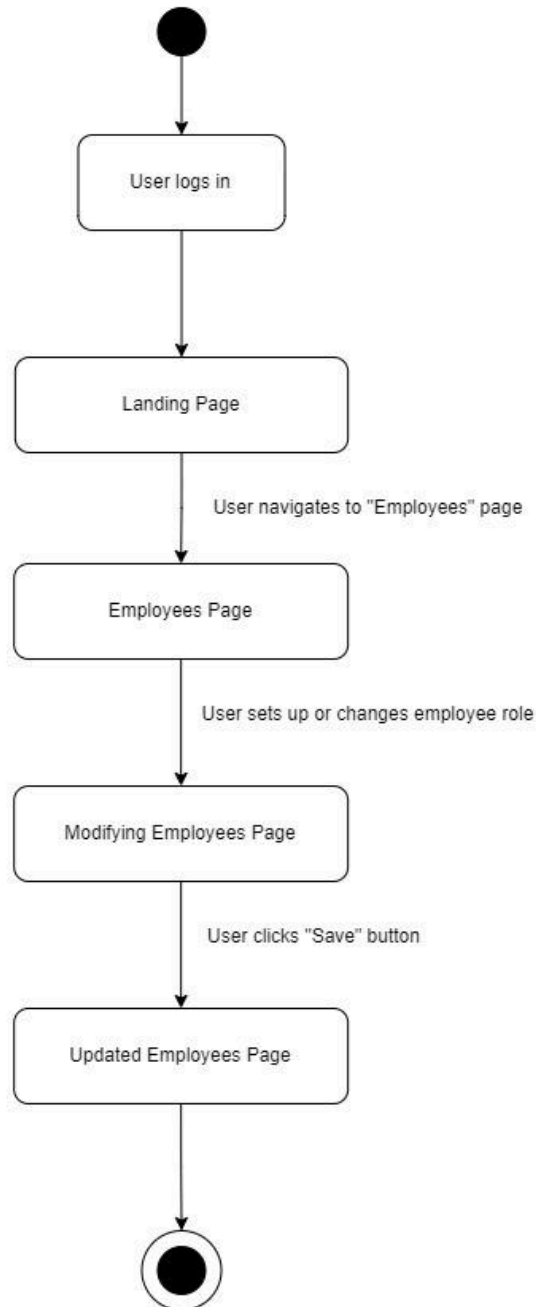 User logs in
Landing Page
User navigates to "Employees" page
Employees Page
User sets up or changes employee role
Modifying Employees Page
User clicks "Save" button
Updated Employees Page